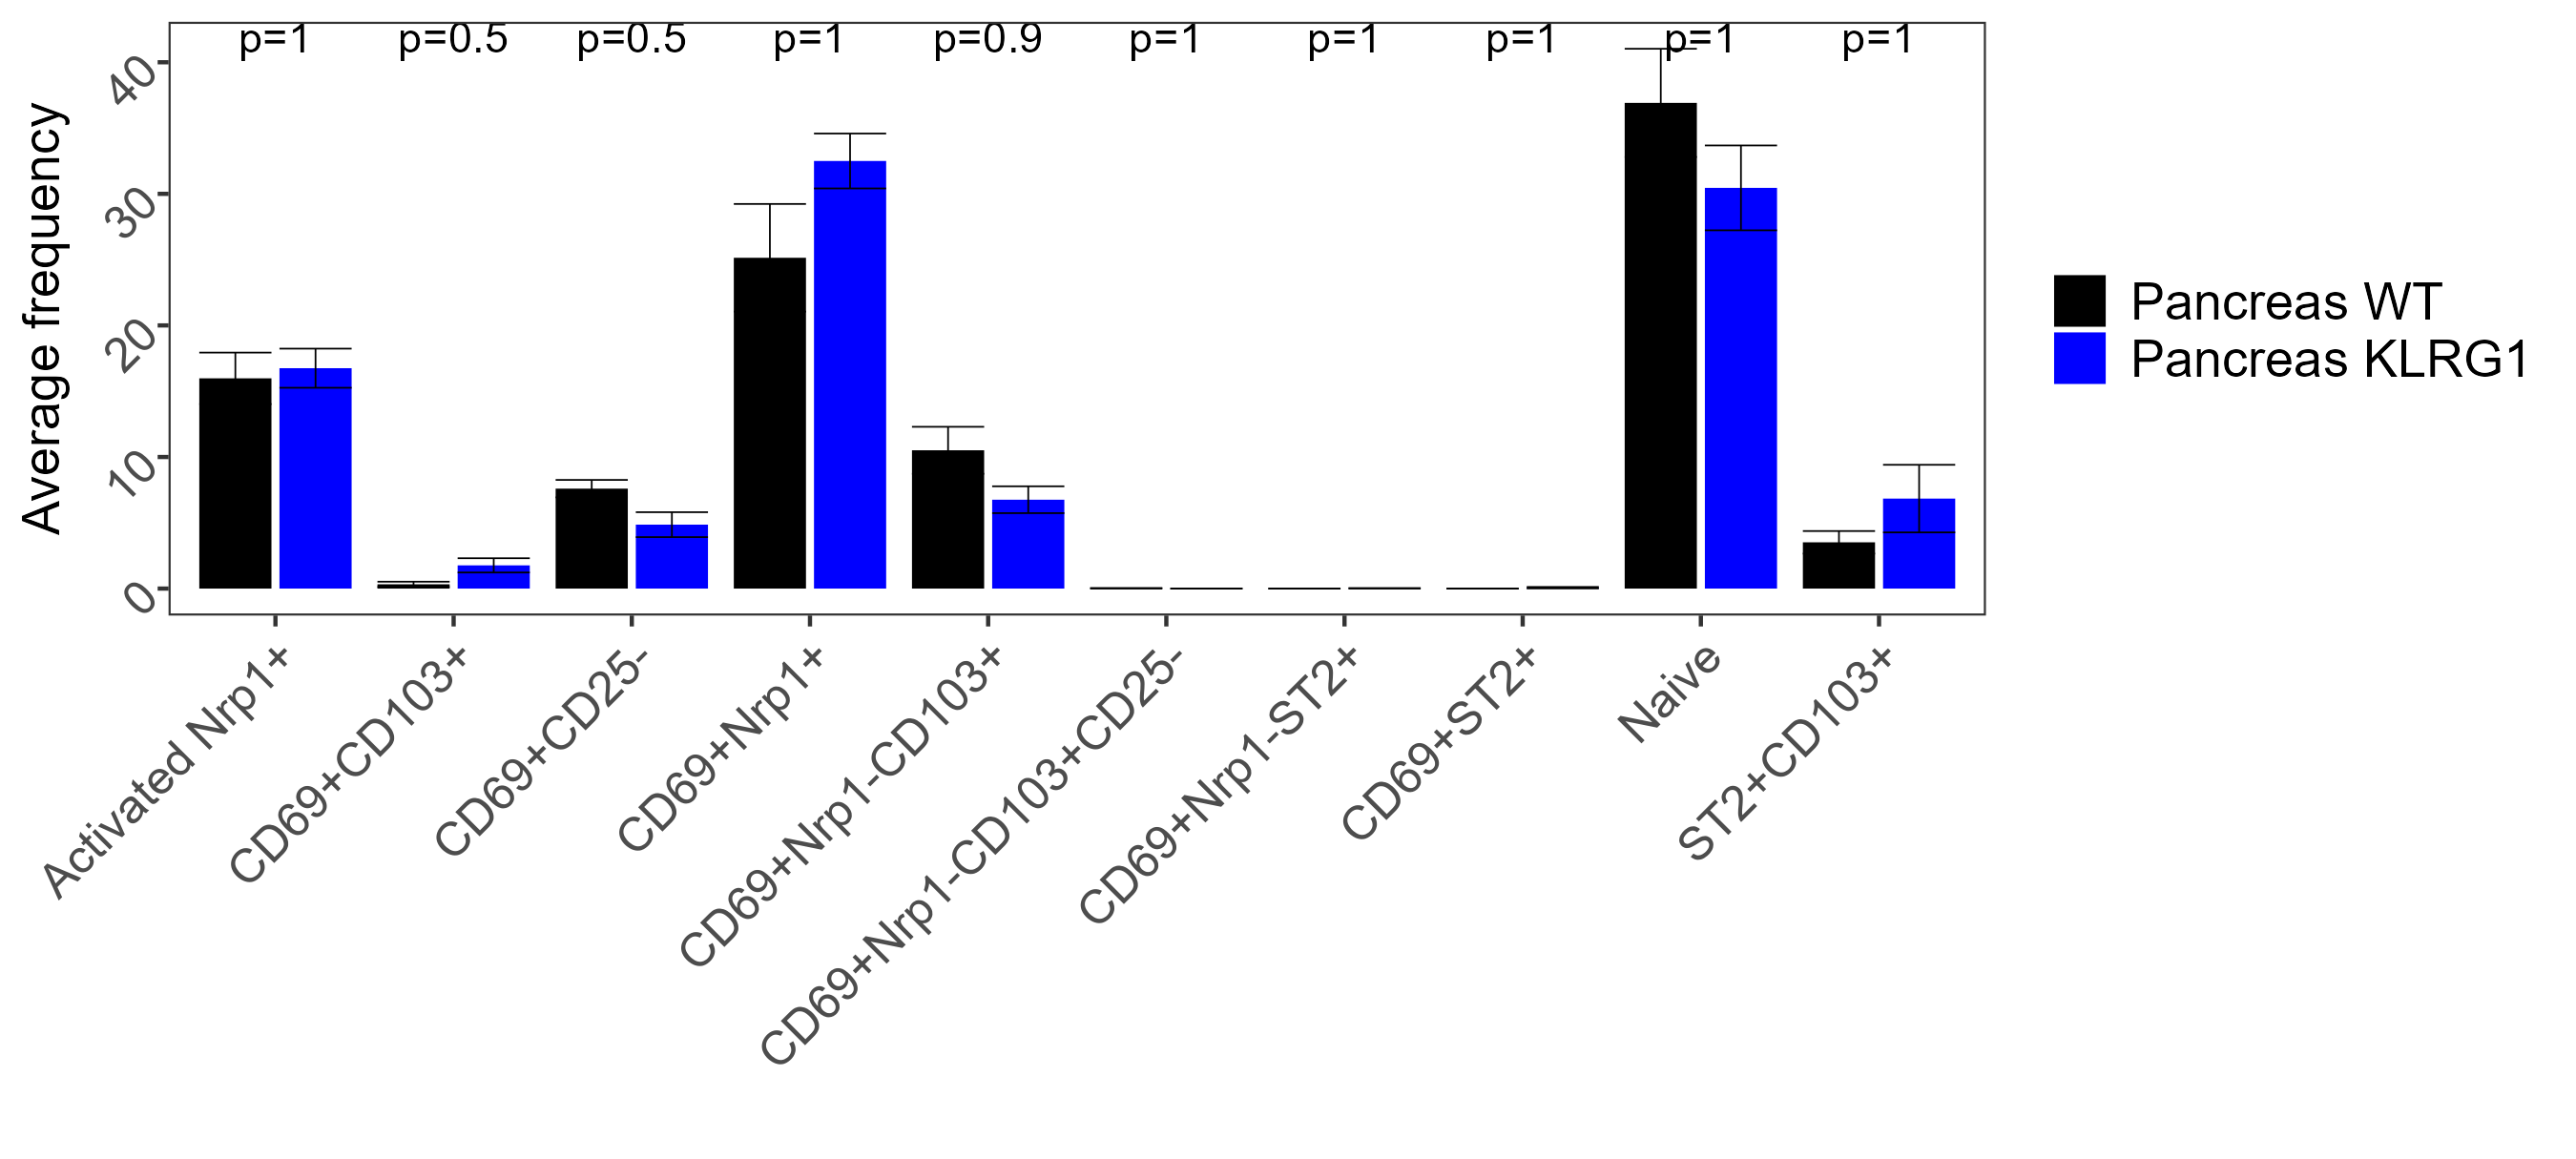 p=1
p=0.5
p=0.5
p=1
p=0.9
p=1
p=1
p=1
p=1
p=1
Average frequency
40
30
20
10
0
Activated Nrp1+
CD69+CD103+
CD69+CD25-
CD69+Nrp1+
CD69+Nrp1-CD103+
CD69+Nrp1-CD103+CD25-
CD69+Nrp1-ST2+
CD69+ST2+
Naive
ST2+CD103+
Pancreas WT
Pancreas KLRG1